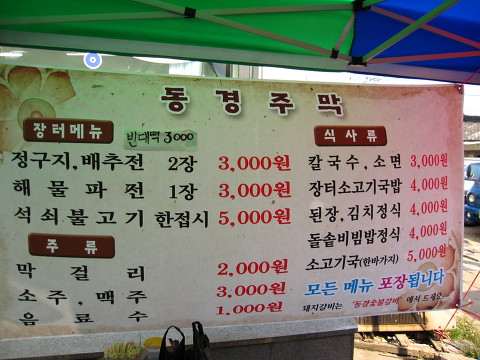 동경주막
장터메뉴
빈대떡 3000
정구지,배추전 2장 3,000원
해물파전 1장 3,000원
석쇠불고기 한접시 5,000원
주류
막걸리 2,000원
소주,맥주 3,000원
음료수 1,000원
식사류
칼국수,소면 3,000원
장터소고기국밥 4,000원
된장,김치정식 4,000원
돌솥비빔밥정식 4,000원
소고기국(한바가지) 5,000원
모든 메뉴 포장됩니다
돼지갈비는 '동경숯불갈비'에서 드세요